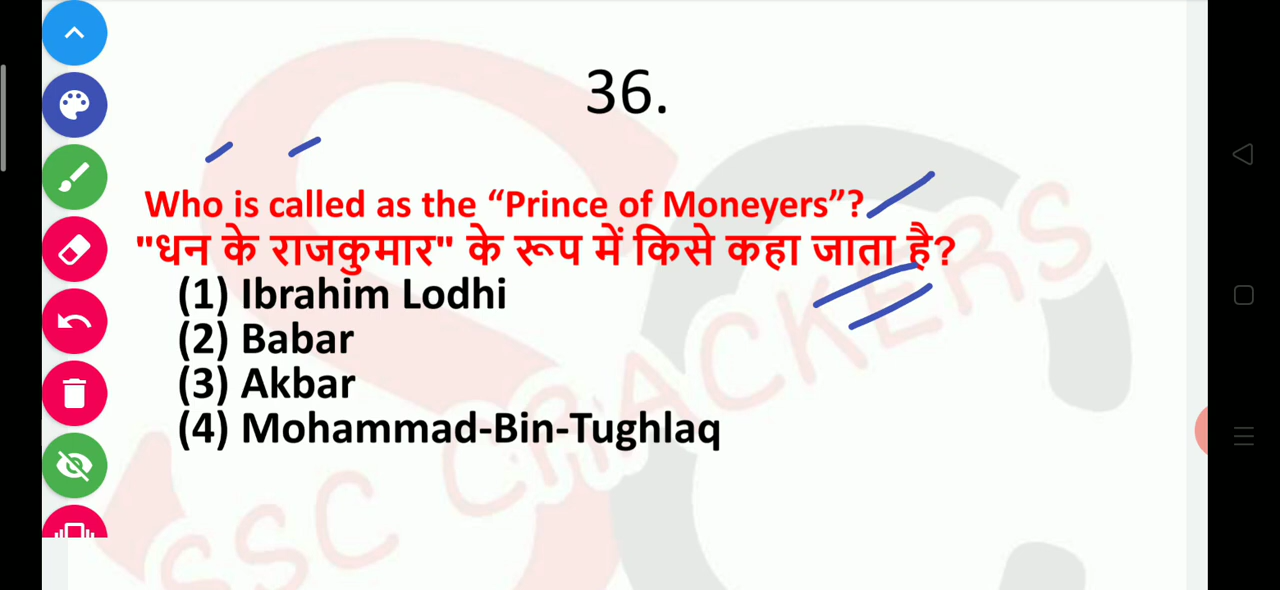 36.
Who is called as the “Prince of Moneyers”?
"धन के राजकुमार" के रूप में किसे कहा जाता है?
(1) Ibrahim Lodhi
(2) Babar
(3) Akbar
(4) Mohammad-Bin-Tughlaq
SSC CRACKERS